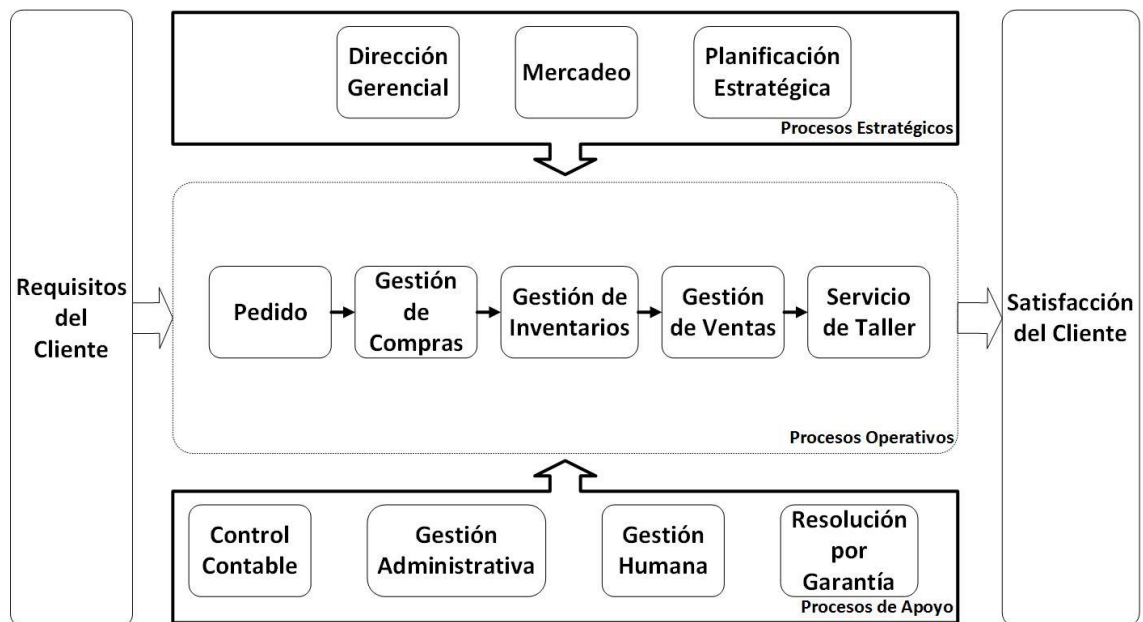 Dirección
Gerencial
Mercadeo
Planificación
Estratégica
Procesos Estratégicos
Requisitos
del
Cliente
Pedido
Gestión
de
Compras
Gestión de
Inventarios
Gestión
de Ventas
Servicio
de Taller
Procesos Operativos
Satisfacción
del Cliente
Control
Contable
Gestión
Administrativa
Gestión
Humana
Resolución
por
Garantía
Procesos de Apoyo